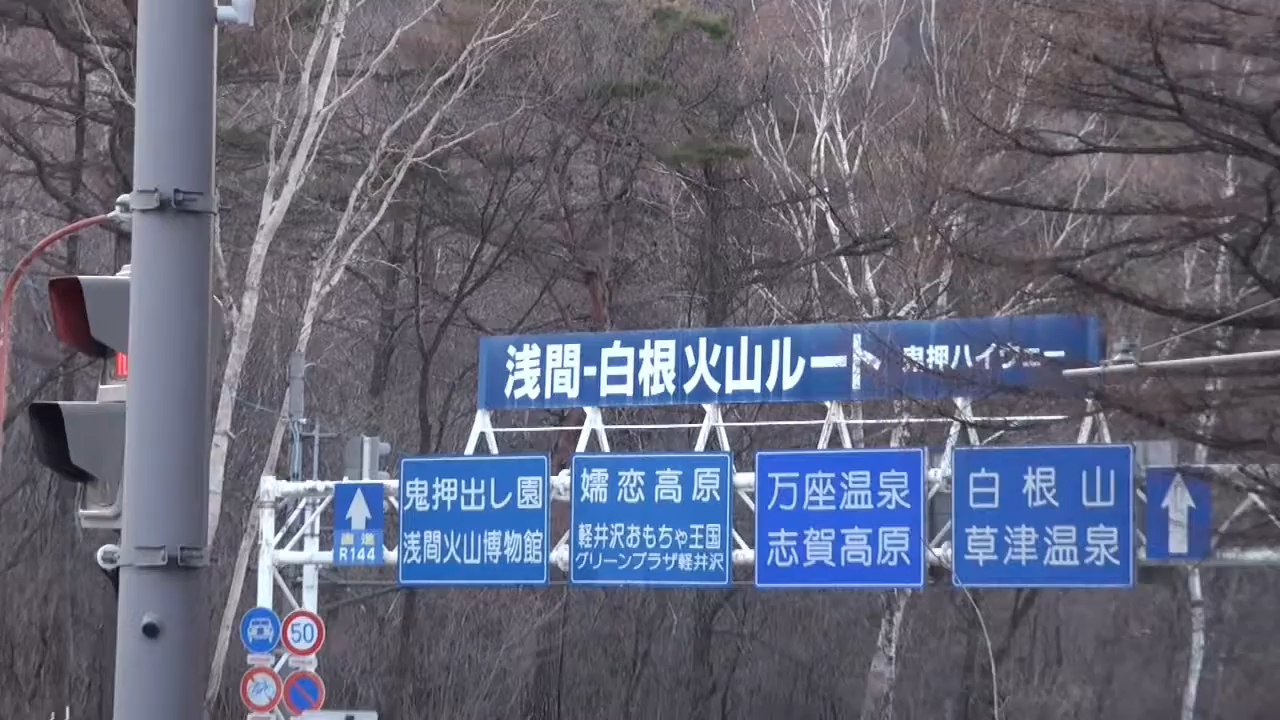 浅間-白根火山ルート 鬼押ハイウェー
鬼押出し園
浅間火山博物館
嬬恋高原
軽井沢おもちゃ王国
グリーンプラザ軽井沢
万座温泉
志賀高原
白根山
草津温泉
直進
R144
50